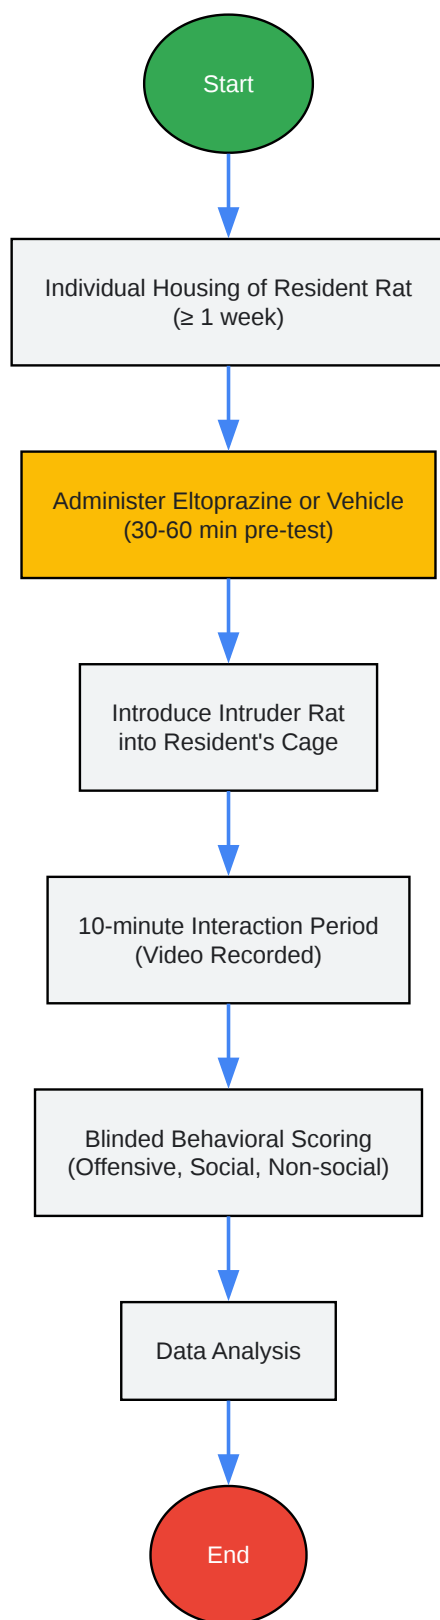 Start
Individual Housing of Resident Rat
(≥ 1 week)
Administer Eltoprazine or Vehicle
(30-60 min pre-test)
Introduce Intruder Rat
into Resident's Cage
10-minute Interaction Period
(Video Recorded)
Blinded Behavioral Scoring
(Offensive, Social, Non-social)
Data Analysis
End